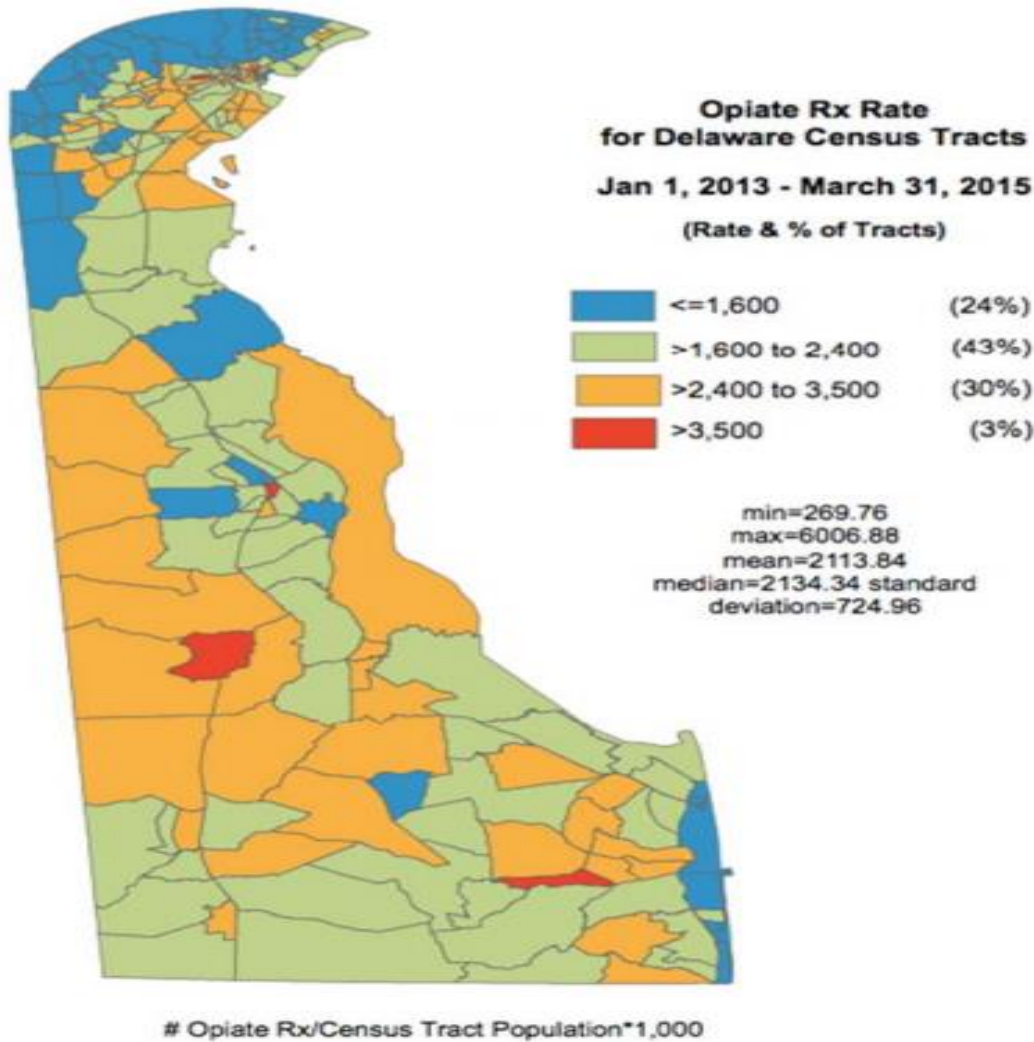 Opiate Rx Rate
for Delaware Census Tracts
Jan 1, 2013 - March 31, 2015
(Rate & % of Tracts)
<=1,600 (24%)
>1,600 to 2,400 (43%)
>2,400 to 3,500 (30%)
>3,500 (3%)
min=269.76
max=6006.88
mean=2113.84
median=2134.34 standard
deviation=724.96
# Opiate Rx/Census Tract Population*1,000